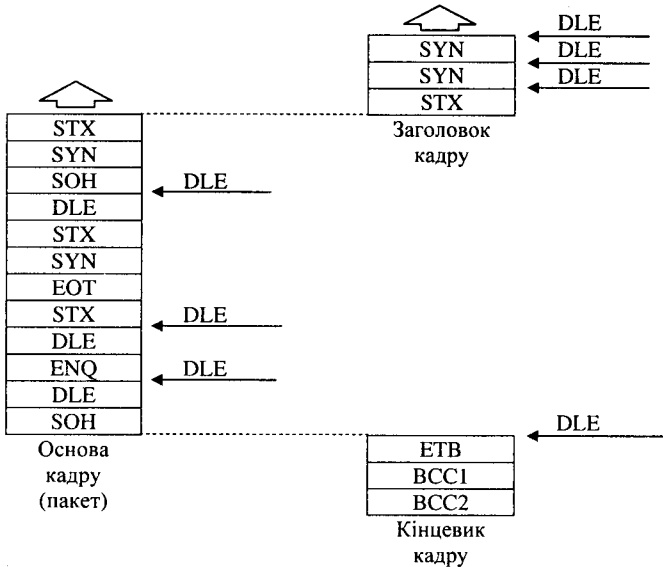 DLE
SYN
DLE
SYN
DLE
STX
Заголовок
кадру
STX
SYN
SOH
DLE
DLE
STX
SYN
EOT
STX
DLE
DLE
ENQ
DLE
DLE
SOH
Основа
кадру
(пакет)
DLE
ETB
BCC1
BCC2
Кінцевик
кадру